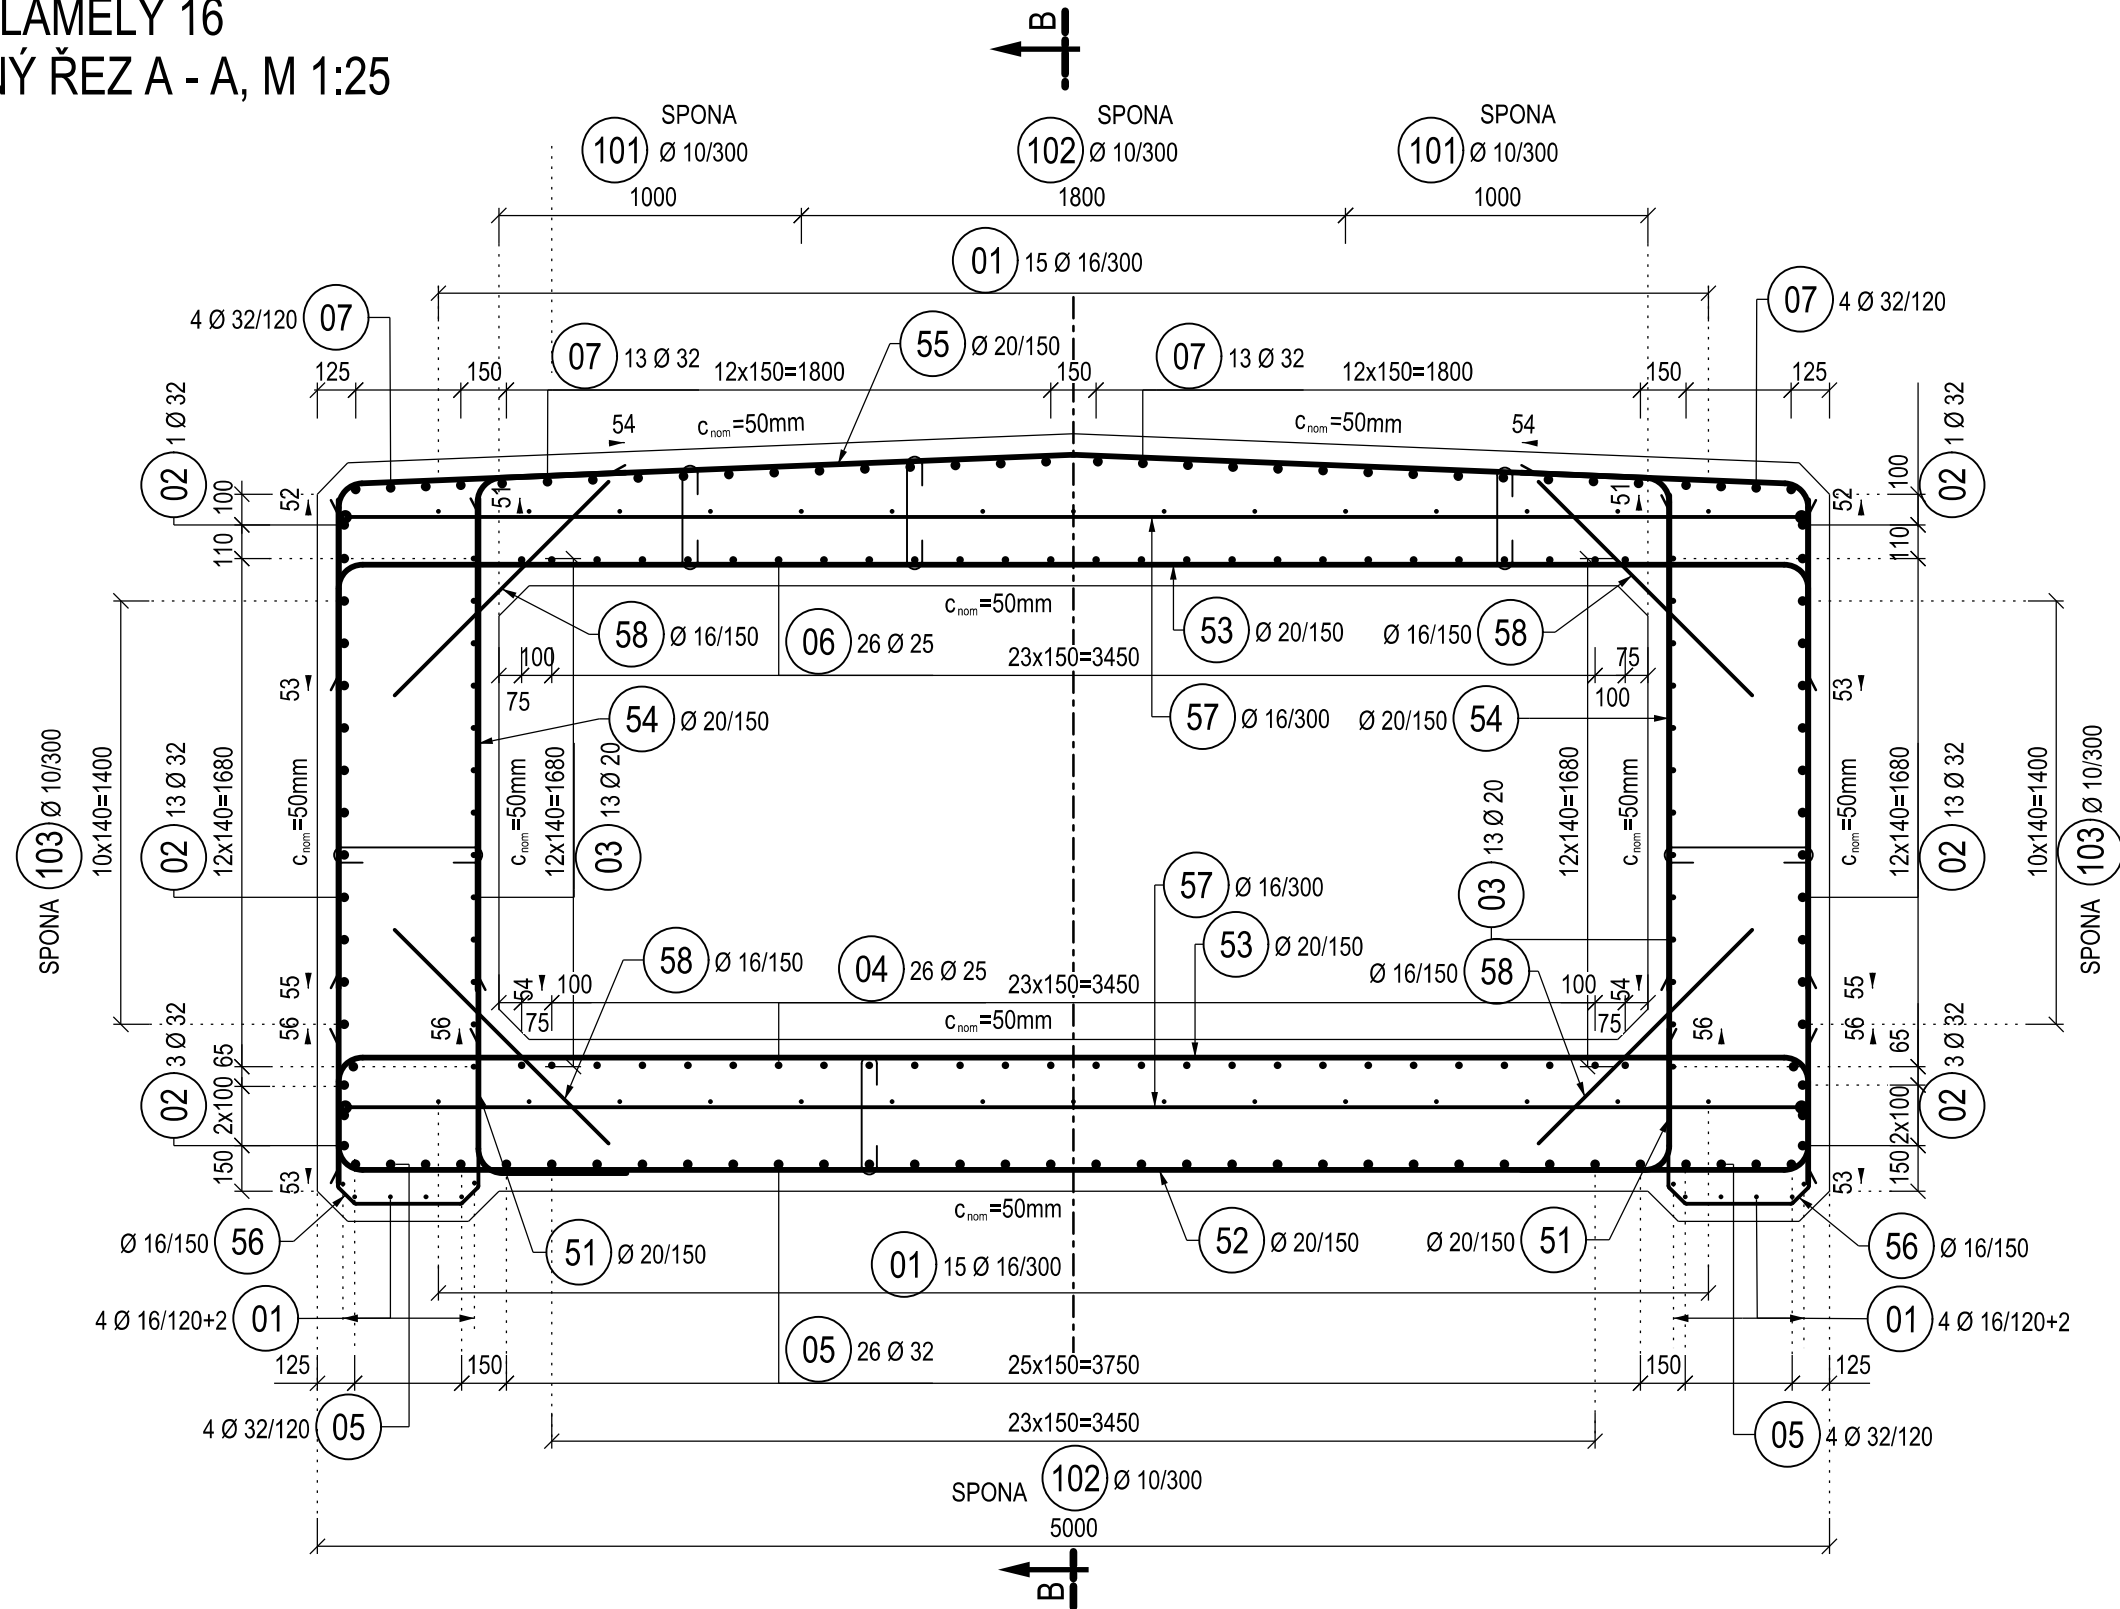 LAMELY 16
NÝ ŘEZ A - A, M 1:25
B
SPONA
101 Ø 10/300
1000
SPONA
102 Ø 10/300
1800
SPONA
101 Ø 10/300
1000
01 15 Ø 16/300
4 Ø 32/120 07
07 4 Ø 32/120
07 13 Ø 32
55 Ø 20/150
07 13 Ø 32
125
150
12x150=1800
150
12x150=1800
150
125
54
cnom=50mm
cnom=50mm
54
02 1 Ø 32
100
110
52
51
51
52
100
110
02 1 Ø 32
cnom=50mm
58 Ø 16/150
06 26 Ø 25
53 Ø 20/150
Ø 16/150 58
100
23x150=3450
75
75
100
53
53
54 Ø 20/150
57 Ø 16/300
Ø 20/150 54
SPONA 103 Ø 10/300
10x140=1400
02 13 Ø 32
12x140=1680
cnom=50mm
cnom=50mm
12x140=1680
03 13 Ø 20
03 13 Ø 20
12x140=1680
cnom=50mm
cnom=50mm
12x140=1680
02 13 Ø 32
10x140=1400
SPONA 103 Ø 10/300
57 Ø 16/300
53 Ø 20/150
58 Ø 16/150
04 26 Ø 25
Ø 16/150 58
55
54
100
23x150=3450
100
54
55
75
cnom=50mm
75
56
56
56
56
02 3 Ø 32
65
2x100
150
53
65
2x100
150
53
02 3 Ø 32
cnom=50mm
Ø 16/150 56
51 Ø 20/150
52 Ø 20/150
Ø 20/150 51
56 Ø 16/150
01 15 Ø 16/300
4 Ø 16/120+2 01
01 4 Ø 16/120+2
05 26 Ø 32
125
150
25x150=3750
150
125
4 Ø 32/120 05
23x150=3450
05 4 Ø 32/120
SPONA 102 Ø 10/300
5000
B